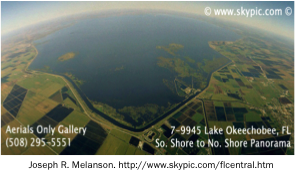 © www.skypic.com ©
Aerials Only Gallery
(508) 295-5551
7-9945 Lake Okeechobee, FL
So. Shore to No. Shore Panorama
Joseph R. Melanson. http://www.skypic.com/flcentral.htm